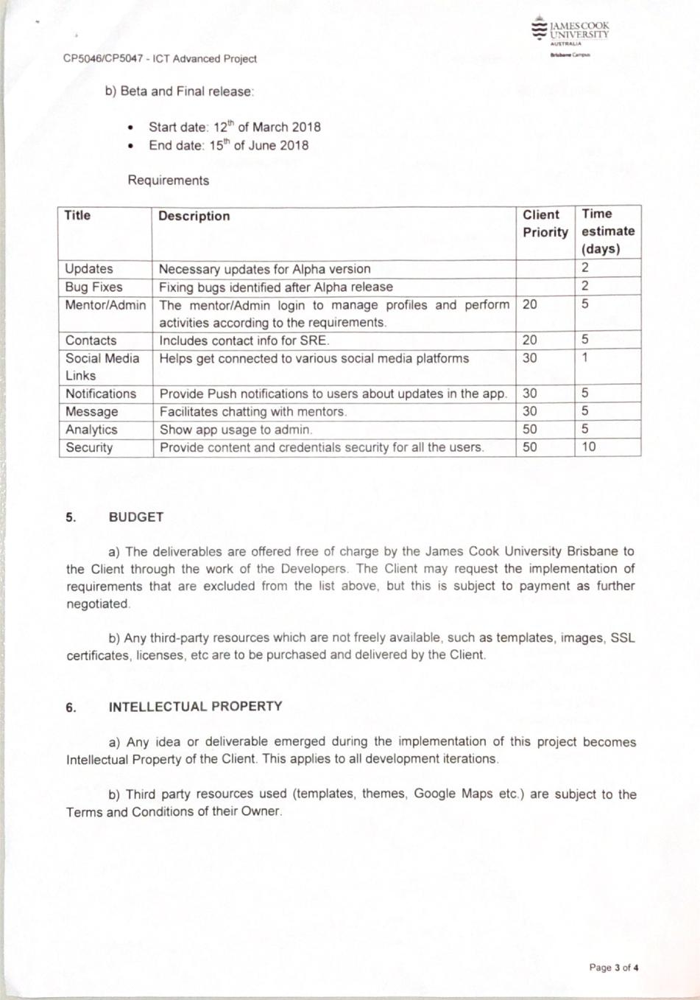 JAMES COOK
UNIVERSITY
AUSTRALIA
Brisbane Campus
CP5046/CP5047 - ICT Advanced Project
b) Beta and Final release:
• Start date: 12th of March 2018
• End date: 15th of June 2018
Requirements
Title Description Client Priority Time estimate (days)
Updates Necessary updates for Alpha version 2
Bug Fixes Fixing bugs identified after Alpha release 2
Mentor/Admin The mentor/Admin login to manage profiles and perform 20 5
activities according to the requirements.
Contacts Includes contact info for SRE. 20 5
Social Media Helps get connected to various social media platforms 30 1
Links
Notifications Provide Push notifications to users about updates in the app. 30 5
Message Facilitates chatting with mentors. 30 5
Analytics Show app usage to admin. 50 5
Security Provide content and credentials security for all the users. 50 10
5. BUDGET
a) The deliverables are offered free of charge by the James Cook University Brisbane to
the Client through the work of the Developers. The Client may request the implementation of
requirements that are excluded from the list above, but this is subject to payment as further
negotiated.
b) Any third-party resources which are not freely available, such as templates, images, SSL
certificates, licenses, etc are to be purchased and delivered by the Client.
6. INTELLECTUAL PROPERTY
a) Any idea or deliverable emerged during the implementation of this project becomes
Intellectual Property of the Client. This applies to all development iterations.
b) Third party resources used (templates, themes, Google Maps etc.) are subject to the
Terms and Conditions of their Owner.
Page 3 of 4